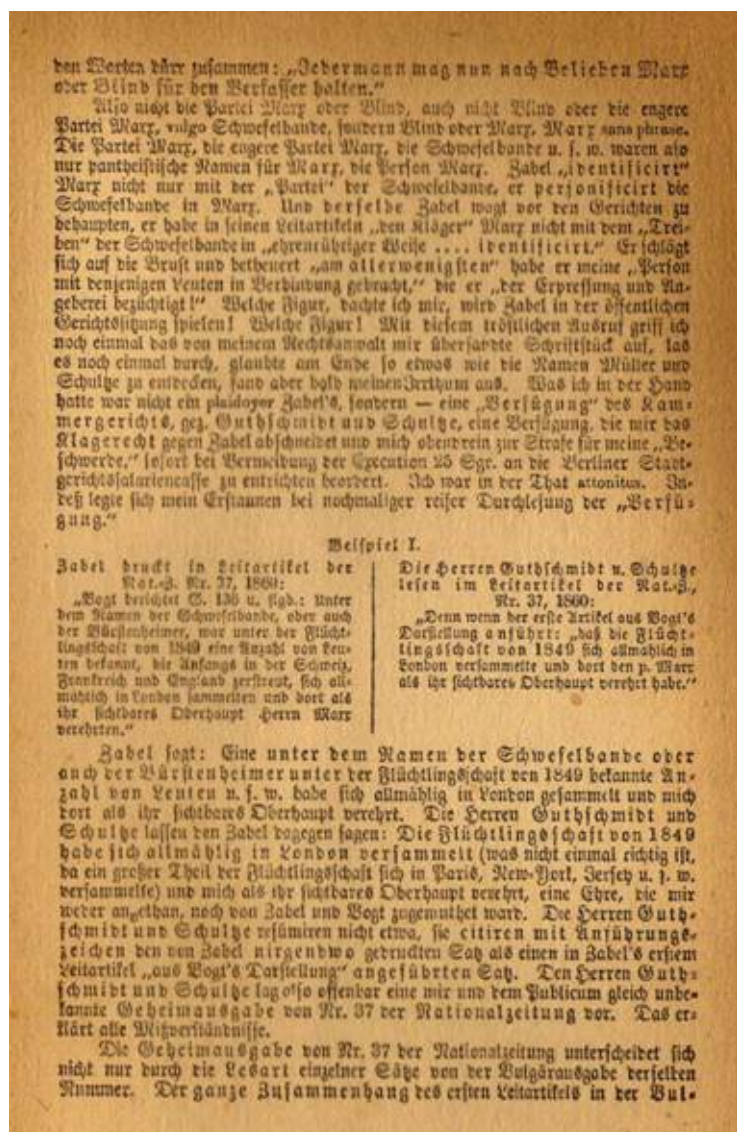 den Worten dürr zusammen: „Jedermann mag nun nach Belieben Marx
oder Blind für den Verfasser halten.“
Also nicht die Partei Marx oder Blind, auch nicht Blind oder die engere
Partei Marx, vulgo Schwefelbande, sondern Blind oder Marx, Marx sans phrase.
Die Partei Marx, die engere Partei Marx, die Schwefelbande u. s. w. waren also
nur pantheistische Namen für Marx, die Person Marx. Zabel „identificirt“
Marx nicht nur mit der „Partei“ der Schwefelbande, er personificirt die
Schwefelbande in Marx. Und derselbe Zabel wagt vor den Gerichten zu
behaupten, er habe in seinen Leitartikeln „den Kläger“ Marx nicht mit dem „Trei-
ben“ der Schwefelbande in „ehrenrühriger Weise .... identificirt.“ Er schlägt
sich auf die Brust und betheuert „am allerwenigsten“ habe er meine „Person
mit denjenigen Leuten in Verbindung gebracht,“ die er „der Erpressung und An-
geberei bezüchtigt!“ Welche Figur, dachte ich mir, wird Zabel in der öffentlichen
Gerichtssitzung spielen! Welche Figur! Mit diesem tröstlichen Ausruf griff ich
noch einmal das von meinem Rechtsanwalt mir übersandte Schriftstück auf, las
es noch einmal durch, glaubte am Ende so etwas wie die Namen Müller und
Schultze zu entdecken, fand aber bald meinen Irrthum aus. Was ich in der Hand
hatte war nicht ein plaidoyer Zabel's, sondern — eine „Verfügung“ des Kam-
mergerichts, gez. Guthschmidt und Schultze, eine Verfügung, die mir das
Klagerecht gegen Zabel abschneidet und mich obendrein zur Strafe für meine „Be-
schwerde,“ sofort bei Vermeidung der Execution 25 Sgr. an die Berliner Stadt-
gerichtssalariencasse zu entrichten beordert. Ich war in der That attonitus. In-
deß legte sich mein Erstaunen bei nochmaliger reifer Durchlesung der „Verfü-
gung.“
Beispiel I.
Zabel druckt in Leitartikel der
Nat.-Z. Nr. 37, 1860:
„Vogt berichtet S. 136 u. flgd.: Unter
dem Namen der Schwefelbande, oder auch
der Bürstenheimer, war unter der Flücht-
lingsschaft von 1849 eine Anzahl von Leu-
ten bekannt, die Anfangs in der Schweiz,
Frankreich und England zerstreut, sich all-
mählich in London sammelten und dort als
ihr sichtbares Oberhaupt Herrn Marx
verehrten.“
Die Herren Guthschmidt u. Schultze
lesen im Leitartikel der Nat.-Z.,
Nr. 37, 1860:
„Denn wenn der erste Artikel aus Vogt's
Darstellung anführt: „daß die Flücht-
lingsschaft von 1849 sich allmählich in
London versammelte und dort den p. Marx
als ihr sichtbares Oberhaupt verehrt habe.“
Zabel sagt: Eine unter dem Namen der Schwefelbande oder
auch der Bürstenheimer unter der Flüchtlingsschaft von 1849 bekannte An-
zahl von Leuten u. s. w. habe sich allmählig in London gesammelt und mich
dort als ihr sichtbares Oberhaupt verehrt. Die Herren Guthschmidt und
Schultze lassen den Zabel dagegen sagen: Die Flüchtlingsschaft von 1849
habe sich allmählig in London versammelt (was nicht einmal richtig ist,
da ein großer Theil der Flüchtlingsschaft sich in Paris, New-York, Jersey u. s. w.
versammelte) und mich als ihr sichtbares Oberhaupt verehrt, eine Ehre, die mir
weder angethan, noch von Zabel und Vogt zugemuthet ward. Die Herren Guth-
schmidt und Schultze resümiren nicht etwa, sie citiren mit Anführungs-
zeichen den von Zabel nirgendwo gedruckten Satz als einen in Zabel's erstem
Leitartikel „aus Vogt's Darstellung“ angeführten Satz. Den Herren Guth-
schmidt und Schultze lag also offenbar eine mir und dem Publicum gleich unbe-
kannte Geheimausgabe von Nr. 37 der Nationalzeitung vor. Das er-
klärt alle Mißverständnisse.
Die Geheimausgabe von Nr. 37 der Nationalzeitung unterscheidet sich
nicht nur durch die Lesart einzelner Sätze von der Vulgärausgabe derselben
Nummer. Der ganze Zusammenhang des ersten Leitartikels in der Vul-